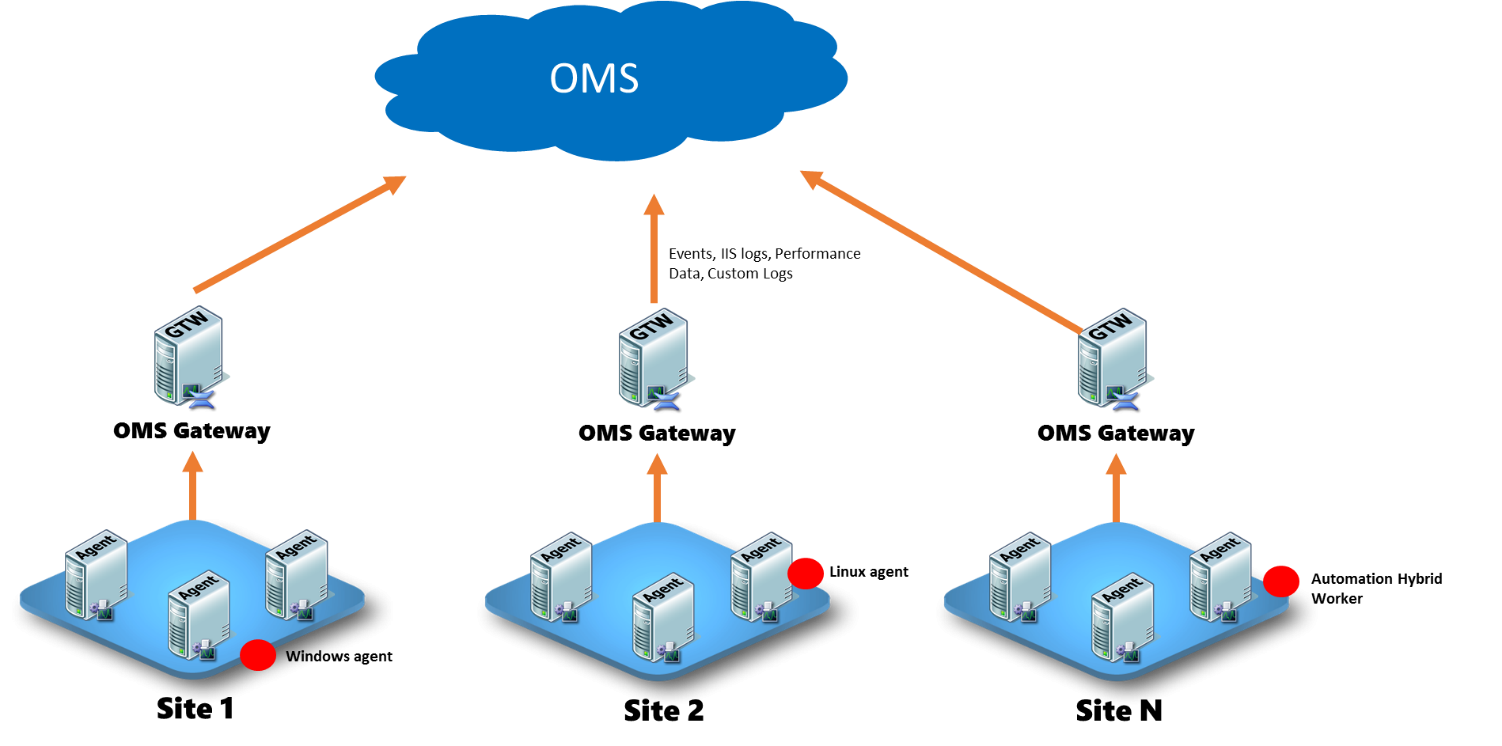 OMS
Events, IIS logs, Performance
Data, Custom Logs
GTW
GTW
GTW
OMS Gateway
OMS Gateway
OMS Gateway
Agent
Agent
Agent
Windows agent
Site 1
Agent
Agent
Agent
Linux agent
Site 2
Agent
Agent
Agent
Automation Hybrid
Worker
Site N